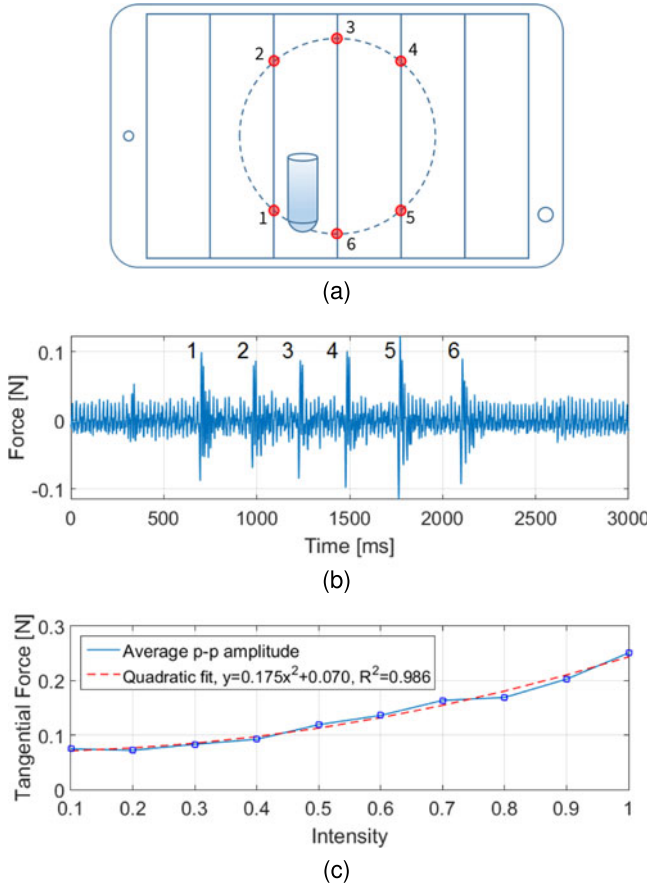 3
2
4
1
5
6
(a)
1 2 3 4 5 6
Force [N]
0.1
0
-0.1
0 500 1000 1500 2000 2500 3000
Time [ms]
(b)
Tangential Force [N]
0.3
0.2
0.1
0
Average p-p amplitude
Quadratic fit, y=0.175x²+0.070, R²=0.986
0.1 0.2 0.3 0.4 0.5 0.6 0.7 0.8 0.9 1
Intensity
(c)